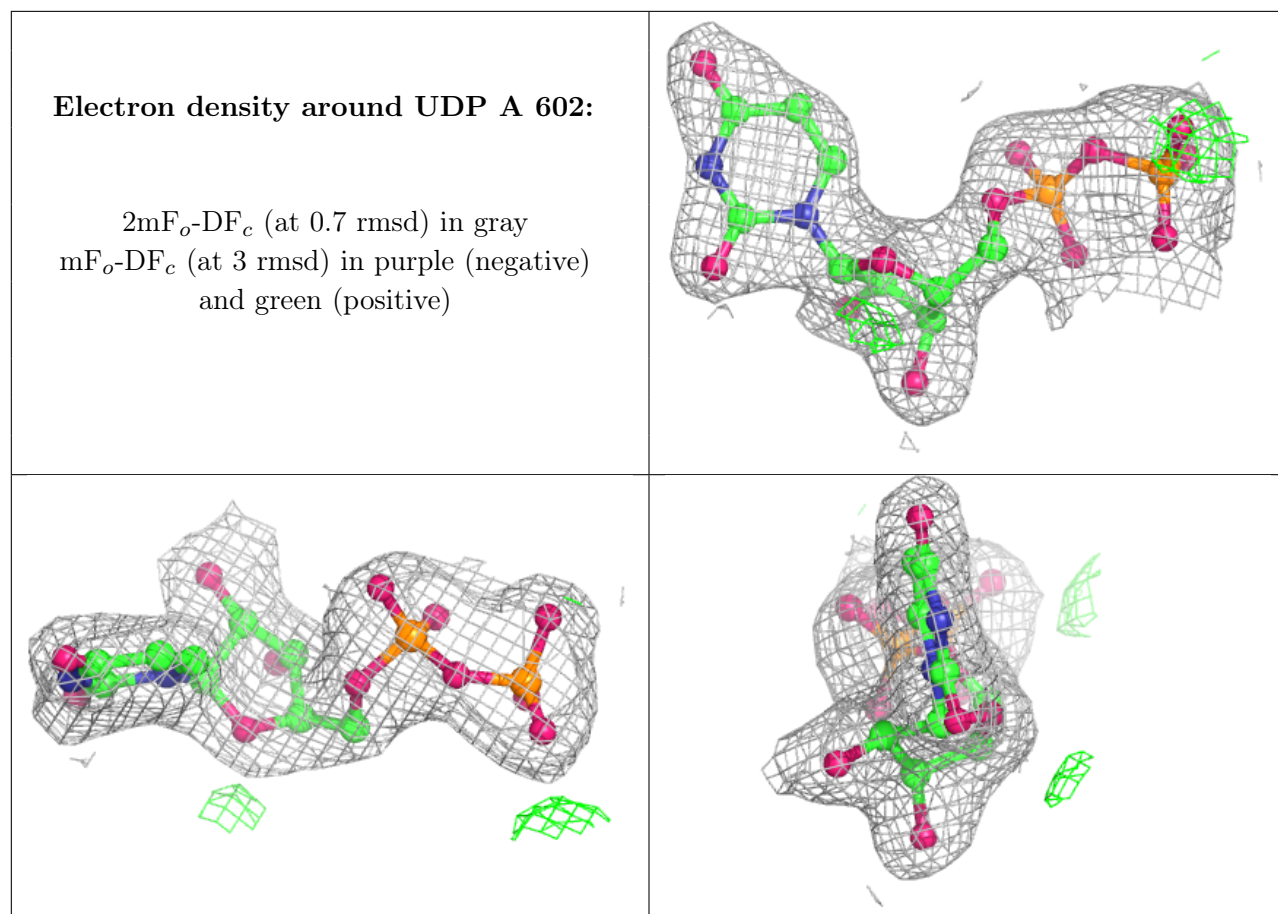 Electron density around UDP A 602:
2mFo-DFc (at 0.7 rmsd) in gray
mFo-DFc (at 3 rmsd) in purple (negative)
and green (positive)